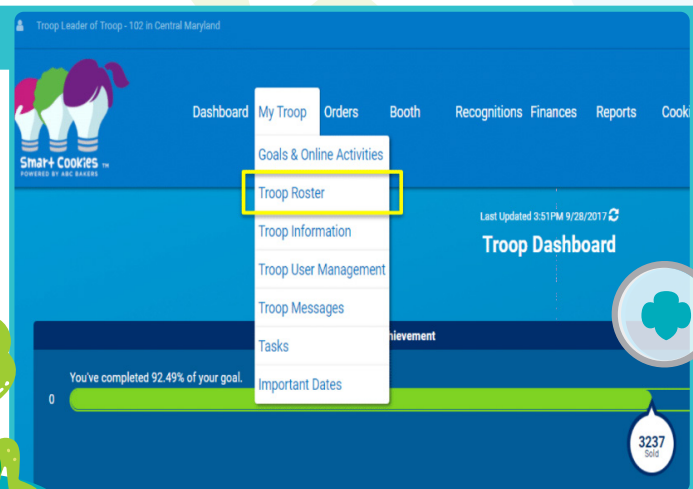 Troop Leader of Troop - 102 in Central Maryland
Dashboard My Troop Orders Booth Recognitions Finances Reports Cooki
Smart Cookies TM
POWERED BY ABC BAKERS
Goals & Online Activities
Troop Roster
Troop Information
Troop User Management
Troop Messages
Tasks
Important Dates
Last Updated 3:51PM 9/28/2017
Troop Dashboard
hievement
You've completed 92.49% of your goal.
0
3237
Sold